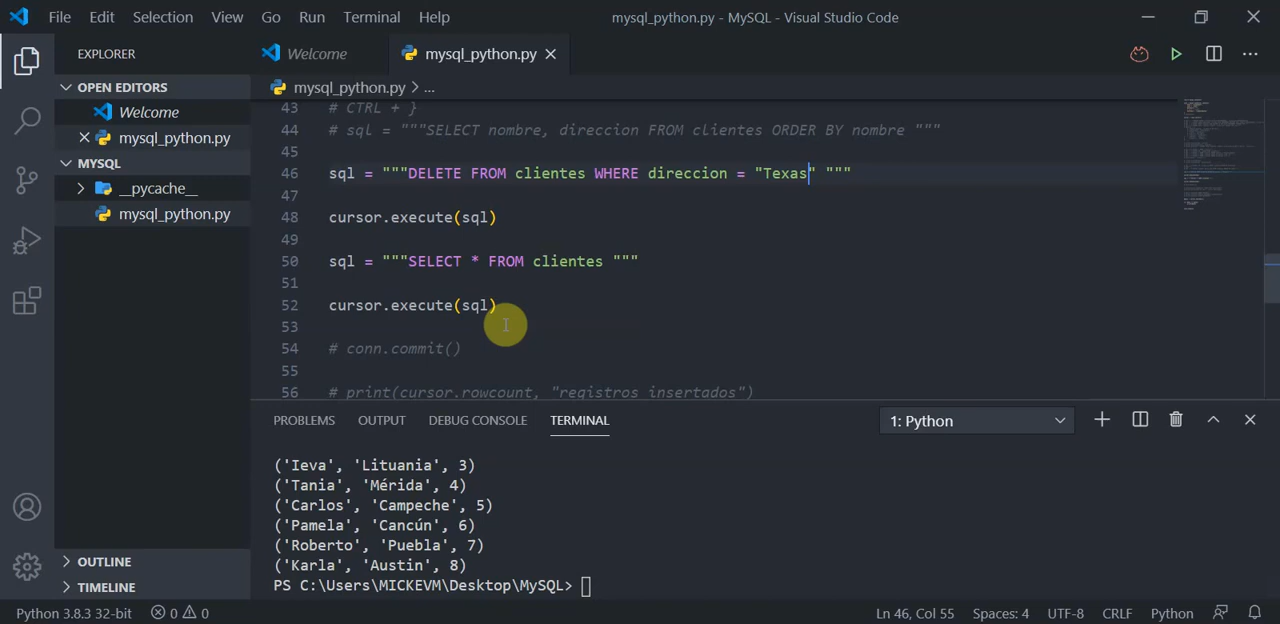 File Edit Selection View Go Run Terminal Help mysql_python.py - MySQL - Visual Studio Code
EXPLORER
OPEN EDITORS
Welcome
mysql_python.py
MYSQL
__pycache__
mysql_python.py
OUTLINE
TIMELINE
Welcome mysql_python.py
mysql_python.py > ...
43 # CTRL + }
44 # sql = """SELECT nombre, direccion FROM clientes ORDER BY nombre """
45
46 sql = """DELETE FROM clientes WHERE direccion = "Texas" """
47
48 cursor.execute(sql)
49
50 sql = """SELECT * FROM clientes """
51
52 cursor.execute(sql)
53
54 # conn.commit()
55
56 # print(cursor.rowcount, "registros insertados")
PROBLEMS OUTPUT DEBUG CONSOLE TERMINAL 1: Python
('Ieva', 'Lituania', 3)
('Tania', 'Mérida', 4)
('Carlos', 'Campeche', 5)
('Pamela', 'Cancún', 6)
('Roberto', 'Puebla', 7)
('Karla', 'Austin', 8)
PS C:\Users\MICKEVM\Desktop\MySQL>
Python 3.8.3 32-bit 0 0 Ln 46, Col 55 Spaces: 4 UTF-8 CRLF Python